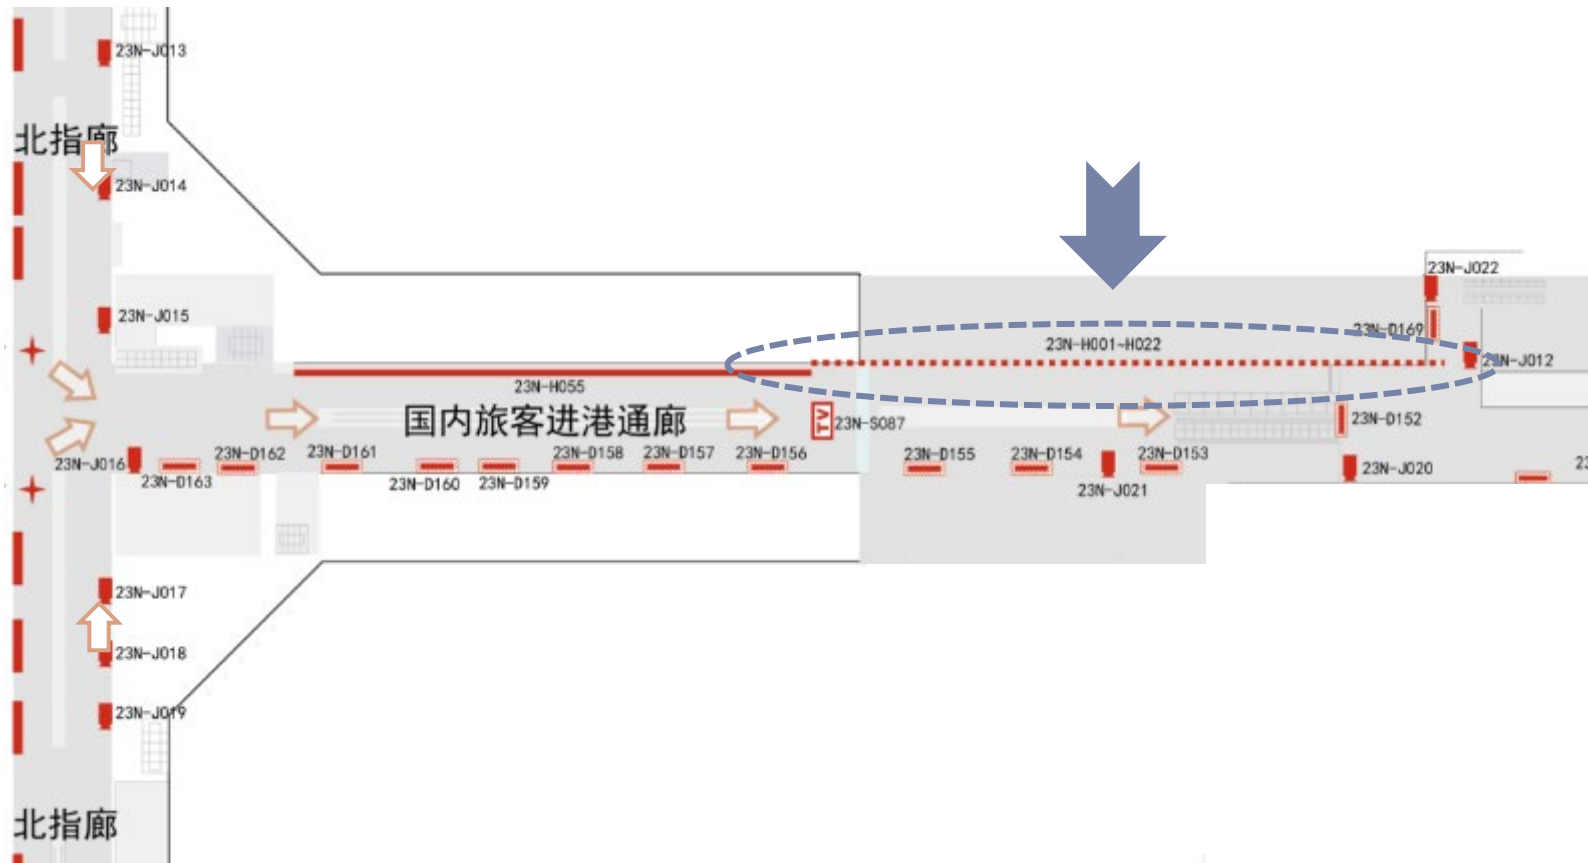 23N-J013
北指廊
23N-J014
23N-J022
23N-J015
23N-D169
23N-H001~H022
23N-J012
23N-H055
国内旅客进港通廊
TV
23N-S087
23N-D152
23N-J016
23N-D163
23N-D162
23N-D161
23N-D160
23N-D159
23N-D158
23N-D157
23N-D156
23N-D155
23N-D154
23N-D153
23N-J021
23N-J020
23
23N-J017
23N-J018
23N-J019
北指廊